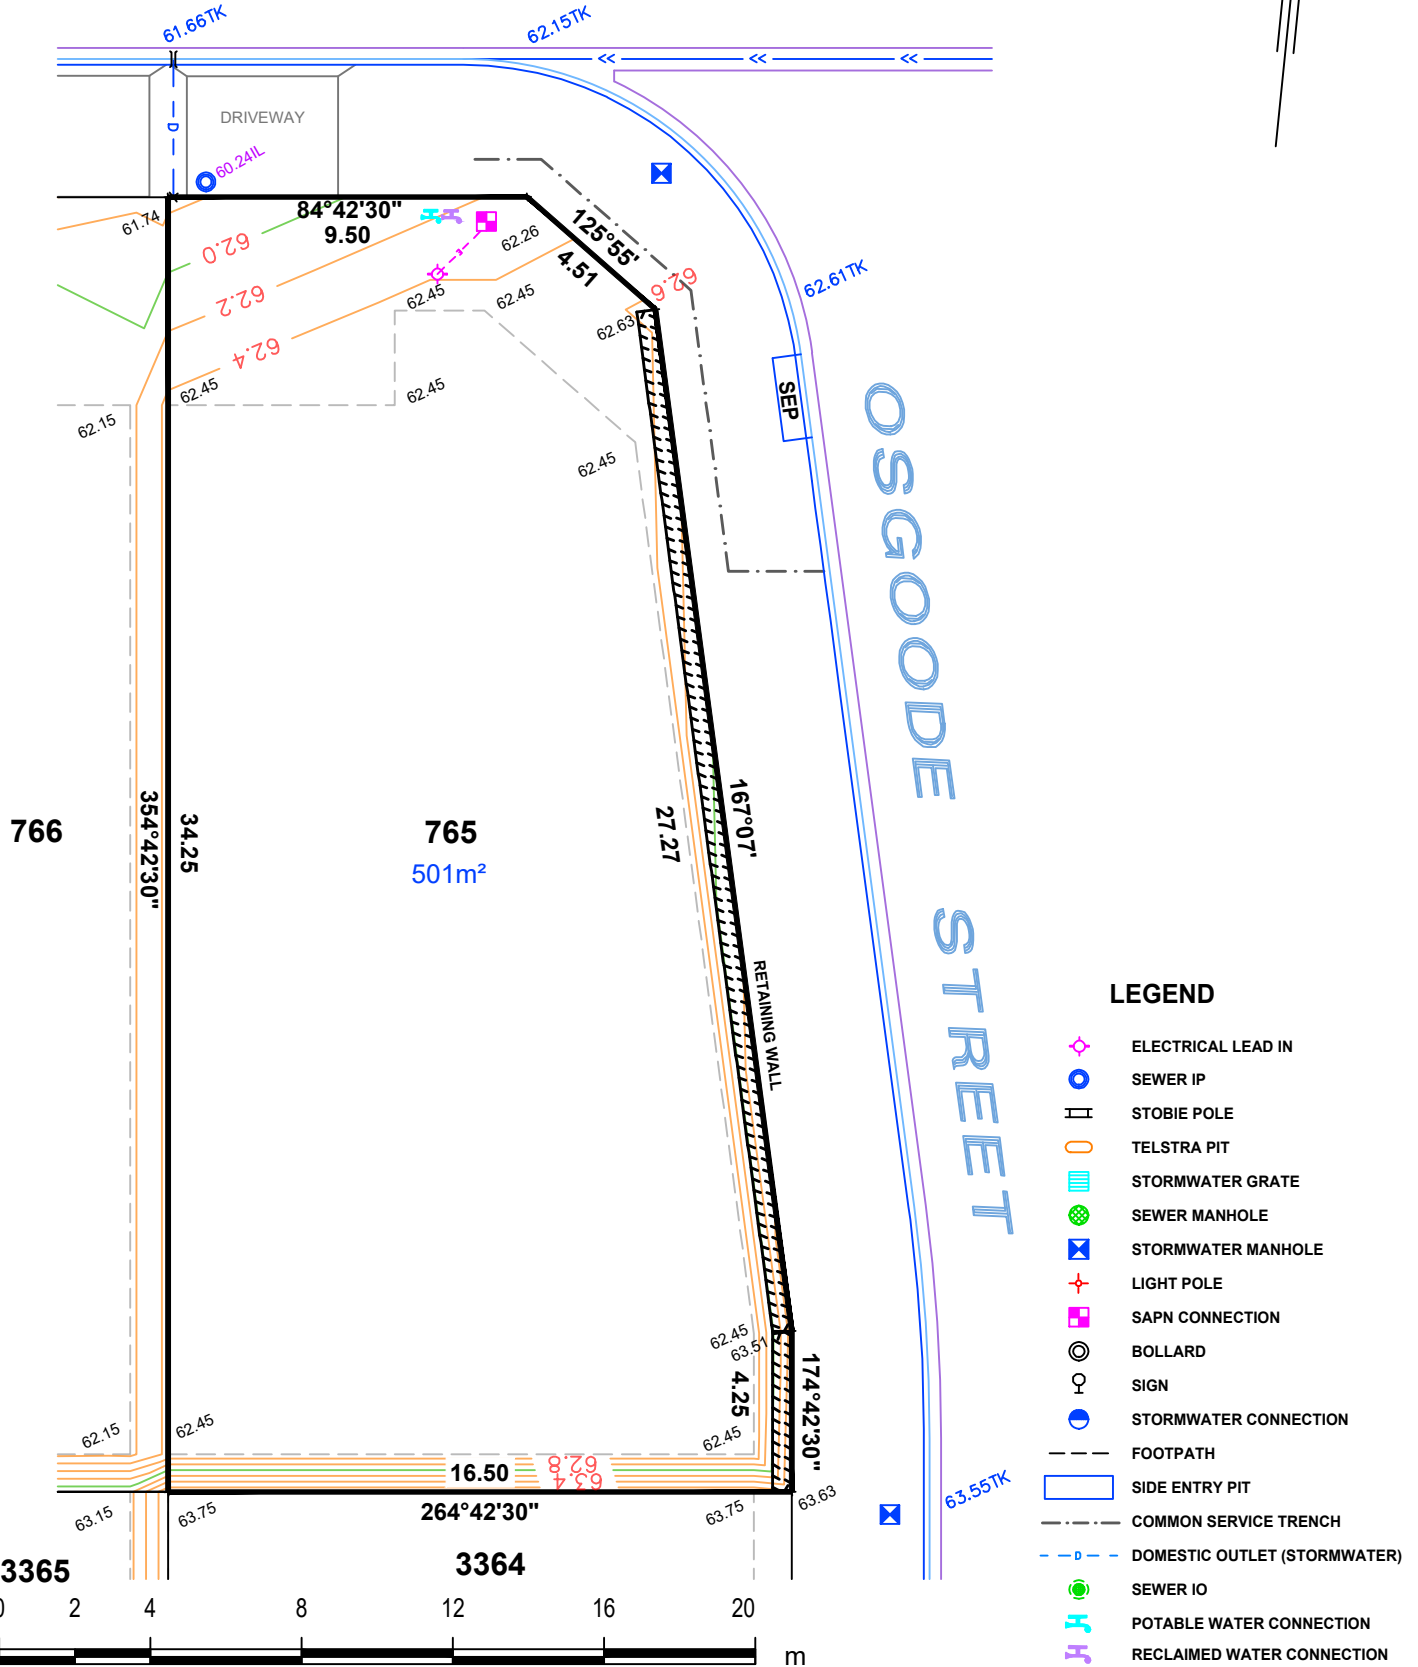 61.66TK
62.15TK
<< << <<
DRIVEWAY
D
60.24IL
84°42'30"
9.50
61.74
62.0
62.2
62.4
62.26
125°55'
4.51
62.6
62.61TK
62.45
62.45
62.63
62.45
62.45
62.15
62.45
SEP
OSGOODE STREET
354°42'30"
34.25
766
765
501m²
167°07'
27.27
RETAINING WALL
62.45
63.51
4.25
174°42'30"
62.15
62.45
62.45
16.50
62.8
63.4
264°42'30"
63.15
63.75
63.75
63.63
63.55TK
3365
3364
0 2 4 8 12 16 20
m
LEGEND
ELECTRICAL LEAD IN
SEWER IP
STOBIE POLE
TELSTRA PIT
STORMWATER GRATE
SEWER MANHOLE
STORMWATER MANHOLE
LIGHT POLE
SAPN CONNECTION
BOLLARD
SIGN
STORMWATER CONNECTION
FOOTPATH
SIDE ENTRY PIT
COMMON SERVICE TRENCH
D DOMESTIC OUTLET (STORMWATER)
SEWER IO
POTABLE WATER CONNECTION
RECLAIMED WATER CONNECTION